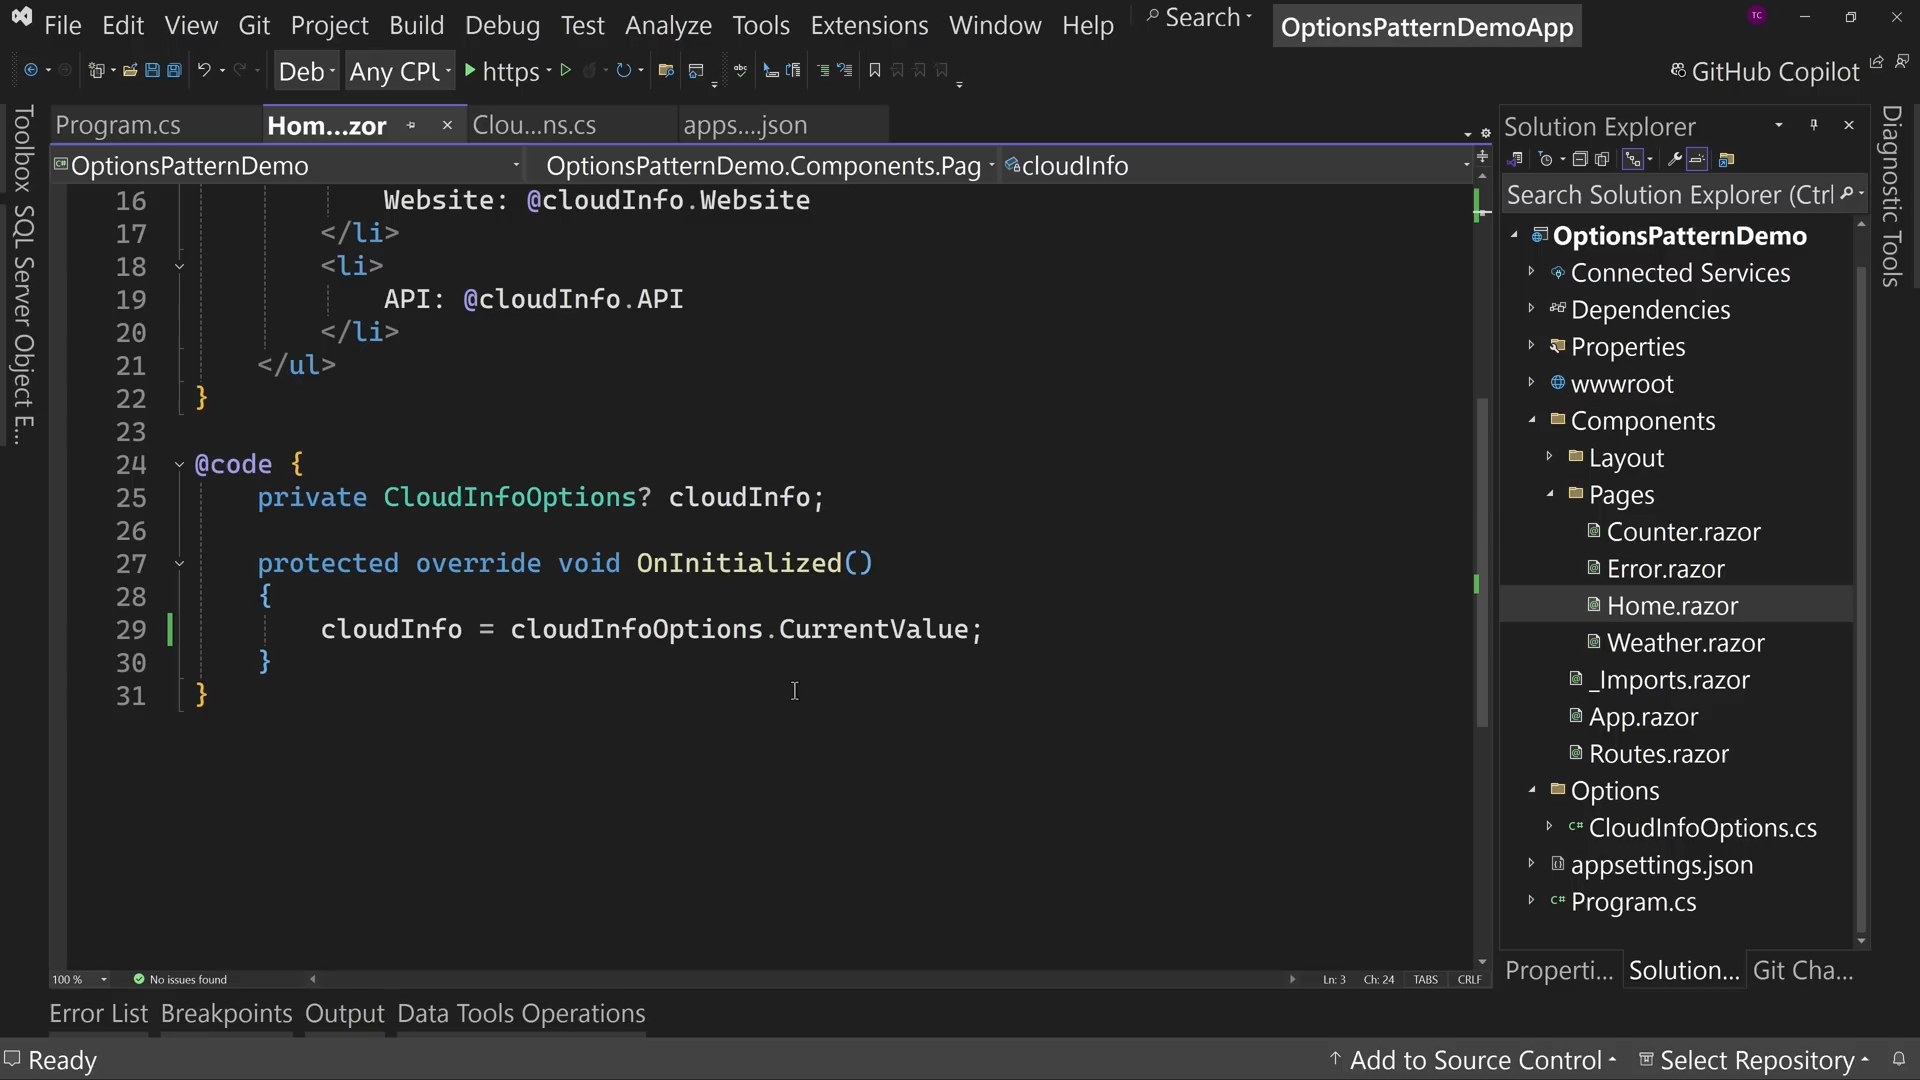 File Edit View Git Project Build Debug Test Analyze Tools Extensions Window Help Search OptionsPatternDemoApp TC
Deb Any CPU https GitHub Copilot
Program.cs Hom...zor Clou...ns.cs apps....json
OptionsPatternDemo OptionsPatternDemo.Components.Pag cloudInfo
16 Website: @cloudInfo.Website
17 </li>
18 <li>
19 API: @cloudInfo.API
20 </li>
21 </ul>
22 }
23
24 @code {
25 private CloudInfoOptions? cloudInfo;
26
27 protected override void OnInitialized()
28 {
29 cloudInfo = cloudInfoOptions.CurrentValue;
30 }
31 }
100 % No issues found Ln: 3 Ch: 24 TABS CRLF
Toolbox
SQL Server Object E...
Solution Explorer
Search Solution Explorer (Ctrl
OptionsPatternDemo
Connected Services
Dependencies
Properties
wwwroot
Components
Layout
Pages
Counter.razor
Error.razor
Home.razor
Weather.razor
_Imports.razor
App.razor
Routes.razor
Options
C# CloudInfoOptions.cs
appsettings.json
C# Program.cs
Properti... Solution... Git Cha...
Diagnostic Tools
Error List Breakpoints Output Data Tools Operations
Ready Add to Source Control Select Repository